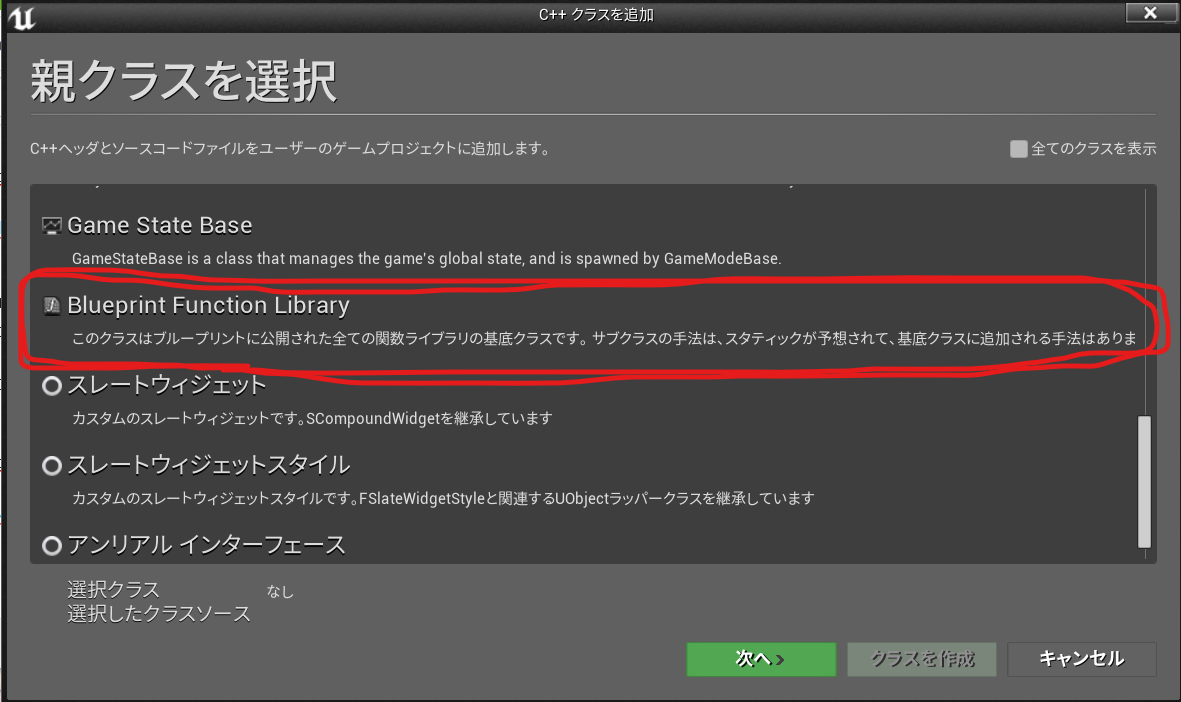 C++ クラスを追加
親クラスを選択
C++ヘッダとソースコードファイルをユーザーのゲームプロジェクトに追加します。
全てのクラスを表示
Game State Base
GameStateBase is a class that manages the game's global state, and is spawned by GameModeBase.
Blueprint Function Library
このクラスはブループリントに公開された全ての関数ライブラリの基底クラスです。サブクラスの手法は、スタティックが予想されて、基底クラスに追加される手法はありま
スレートウィジェット
カスタムのスレートウィジェットです。SCompoundWidgetを継承しています
スレートウィジェットスタイル
カスタムのスレートウィジェットスタイルです。FSlateWidgetStyleと関連するUObjectラッパークラスを継承しています
アンリアル インターフェース
選択クラス
なし
選択したクラスソース
次へ >
クラスを作成
キャンセル